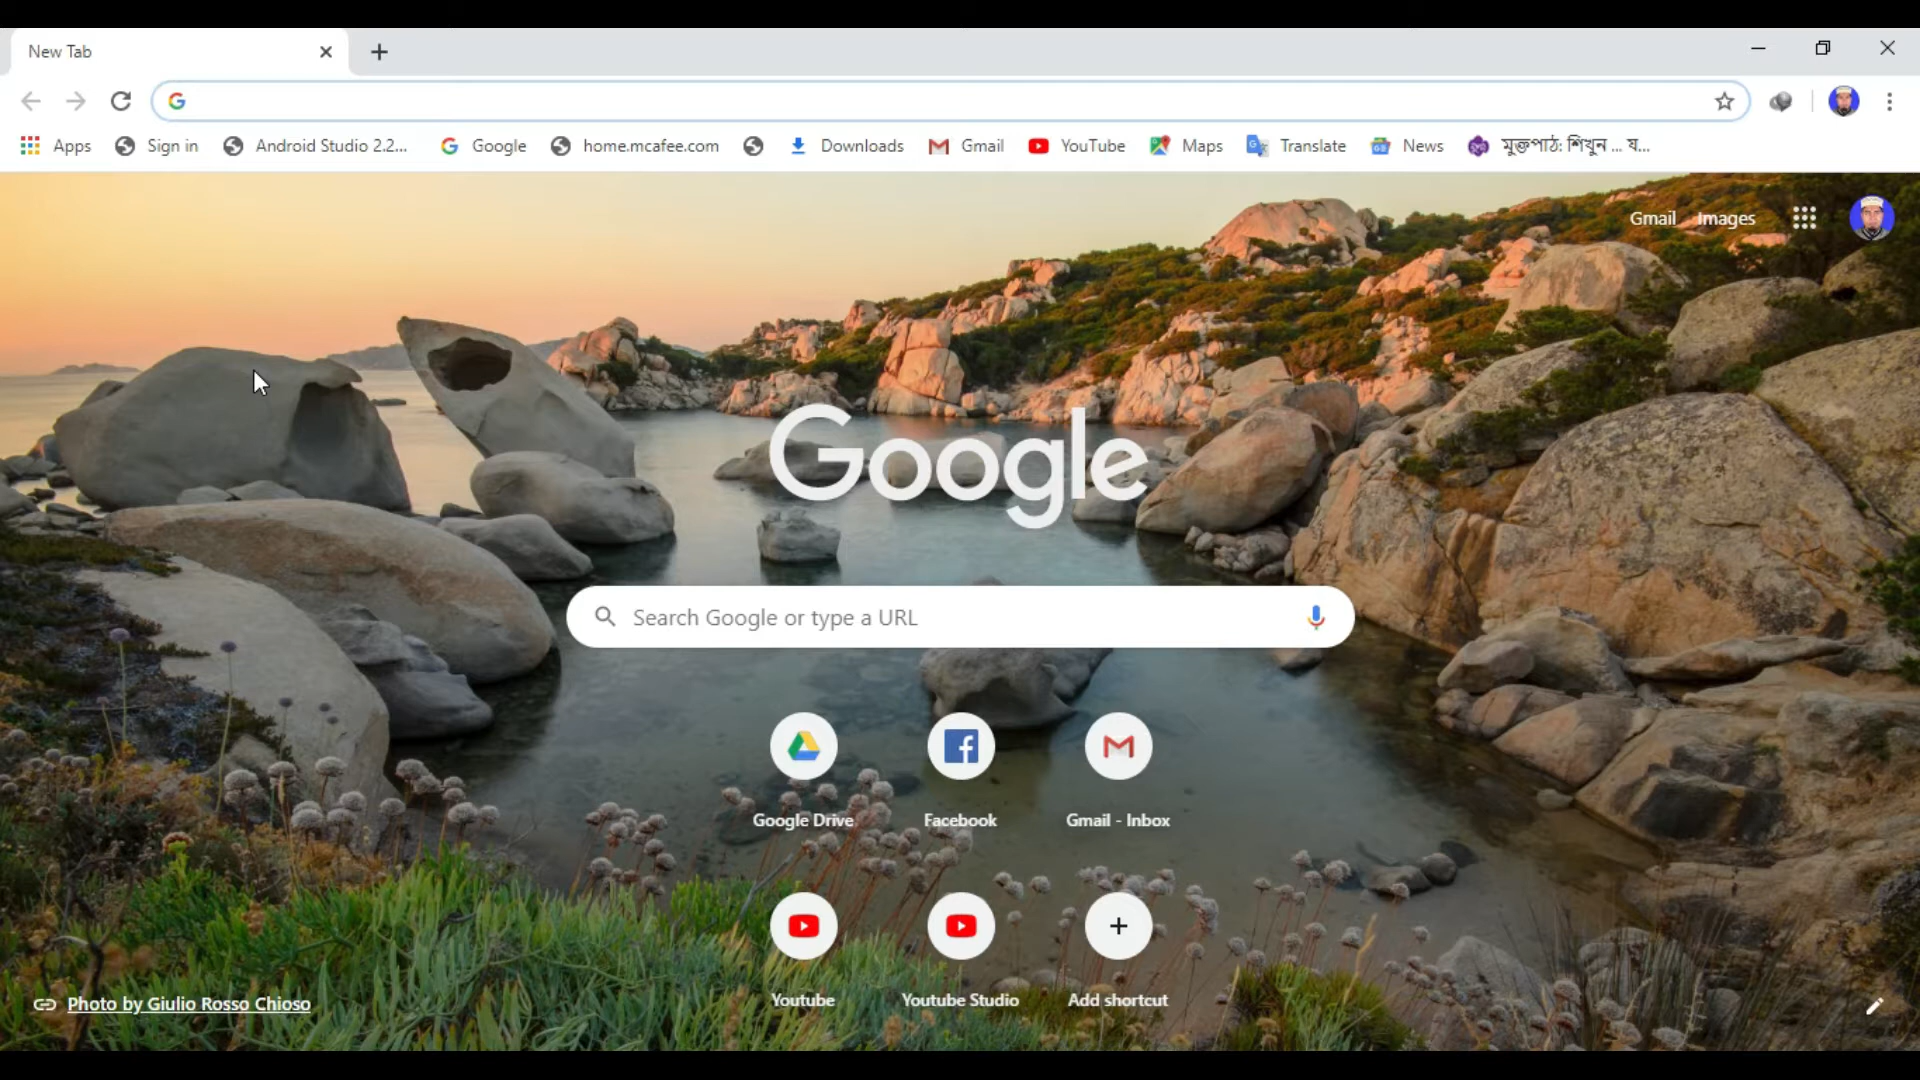 New Tab
Apps Sign in Android Studio 2.2... Google home.mcafee.com Downloads Gmail YouTube Maps Translate News মুক্তপাঠ: শিখুন ... য...
Gmail Images
Google
Search Google or type a URL
Google Drive Facebook Gmail - Inbox
Youtube Youtube Studio Add shortcut
Photo by Giulio Rosso Chioso